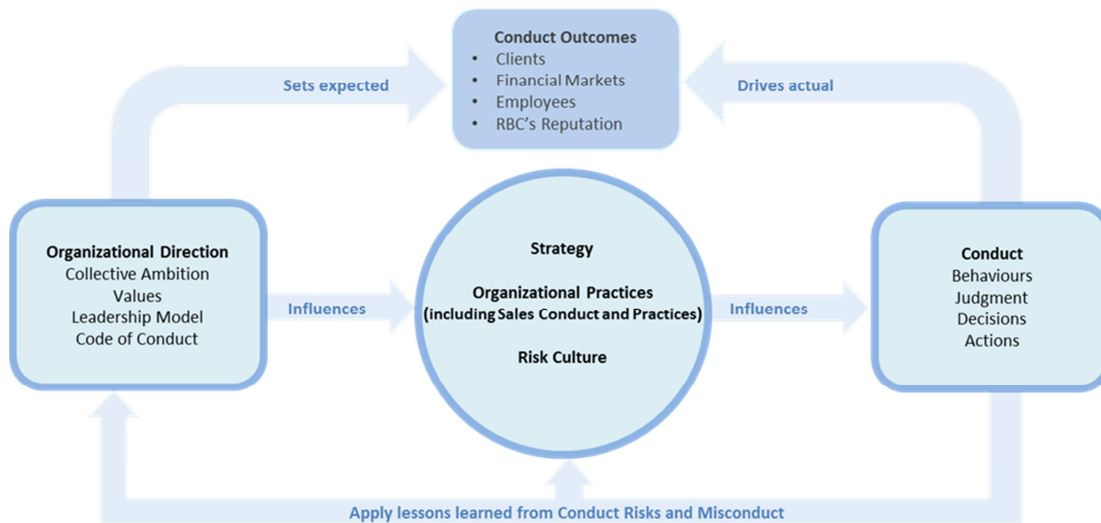 Conduct Outcomes
• Clients
• Financial Markets
• Employees
• RBC's Reputation
Sets expected
Drives actual
Organizational Direction
Collective Ambition
Values
Leadership Model
Code of Conduct
Influences
Strategy
Organizational Practices
(including Sales Conduct and Practices)
Risk Culture
Influences
Conduct
Behaviours
Judgment
Decisions
Actions
Apply lessons learned from Conduct Risks and Misconduct